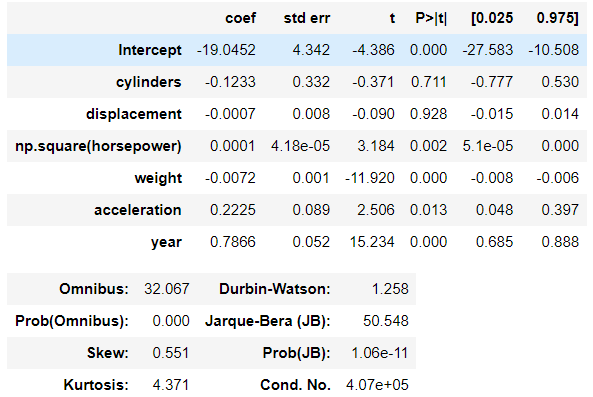 coef std err t P>|t| [0.025 0.975]
Intercept -19.0452 4.342 -4.386 0.000 -27.583 -10.508
cylinders -0.1233 0.332 -0.371 0.711 -0.777 0.530
displacement -0.0007 0.008 -0.090 0.928 -0.015 0.014
np.square(horsepower) 0.0001 4.18e-05 3.184 0.002 5.1e-05 0.000
weight -0.0072 0.001 -11.920 0.000 -0.008 -0.006
acceleration 0.2225 0.089 2.506 0.013 0.048 0.397
year 0.7866 0.052 15.234 0.000 0.685 0.888
Omnibus: 32.067 Durbin-Watson: 1.258
Prob(Omnibus): 0.000 Jarque-Bera (JB): 50.548
Skew: 0.551 Prob(JB): 1.06e-11
Kurtosis: 4.371 Cond. No. 4.07e+05